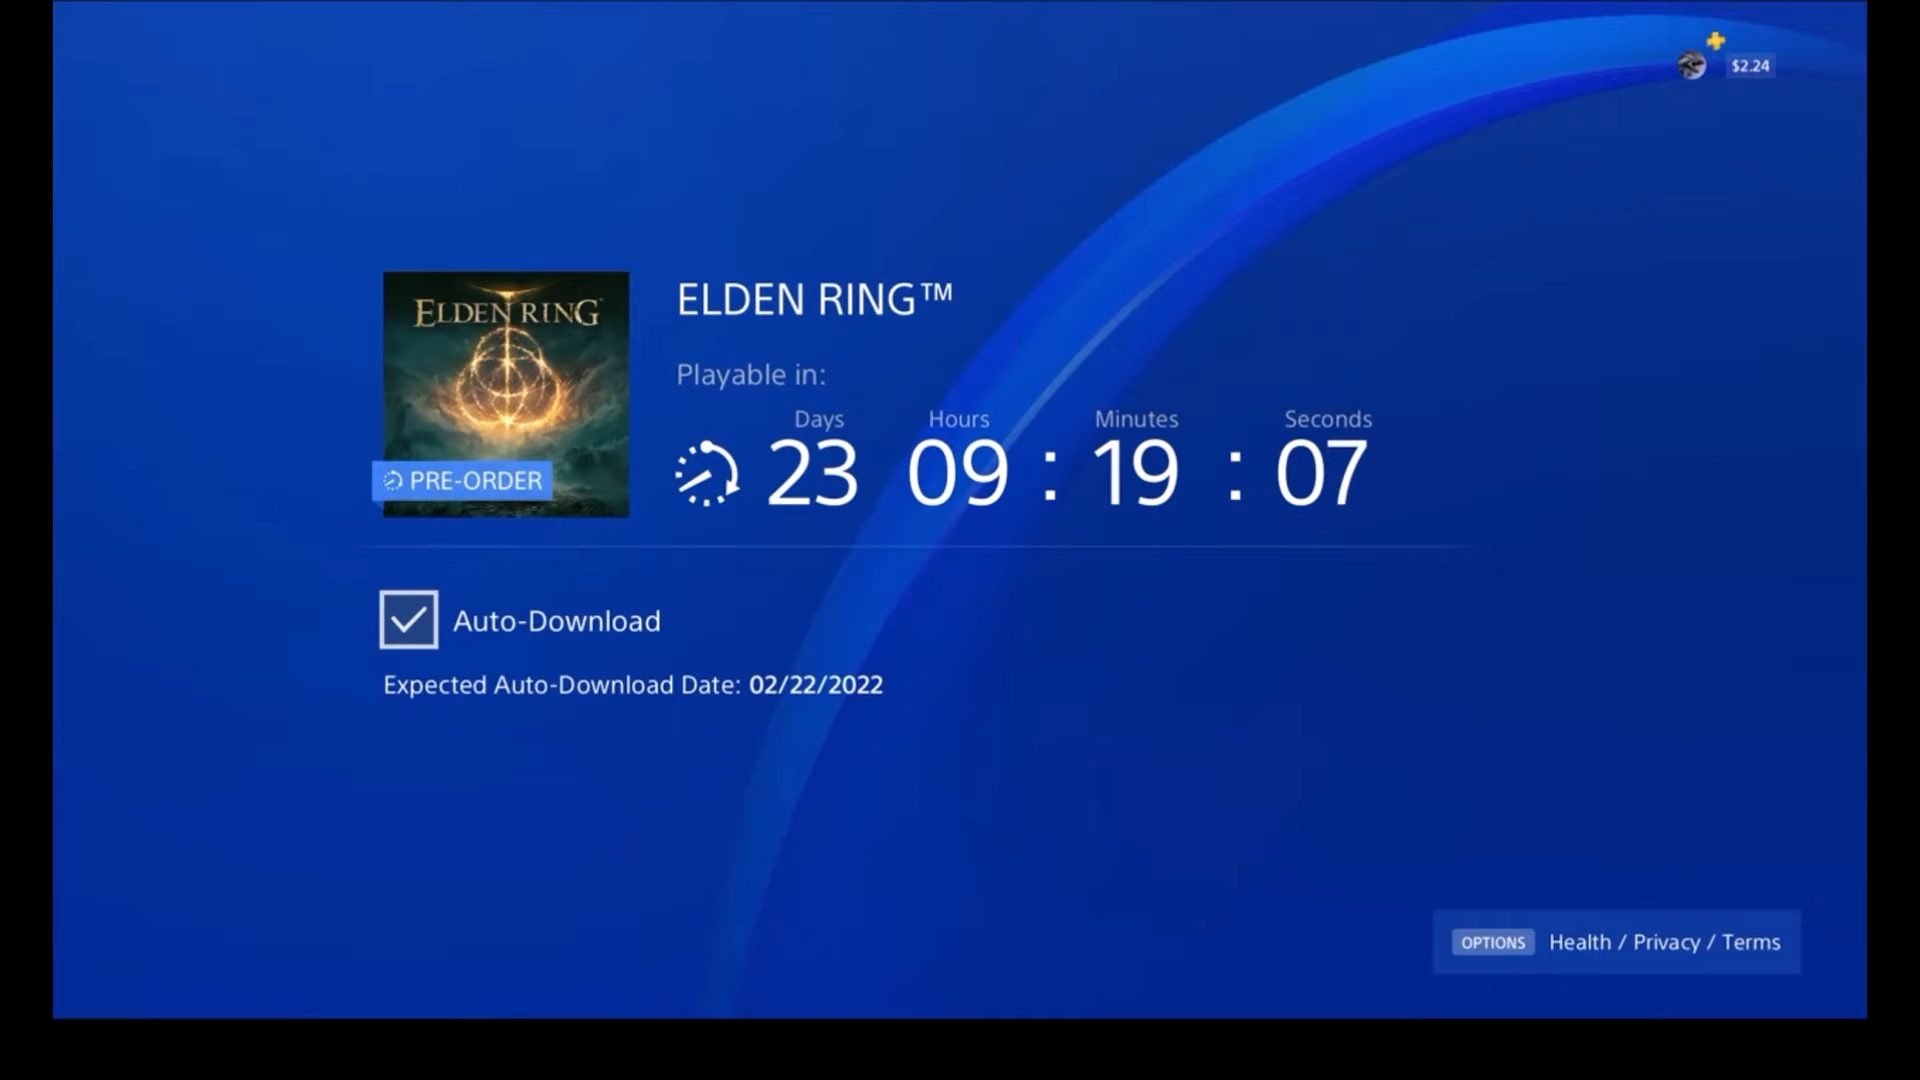 $2.24
ELDEN RING
PRE-ORDER
ELDEN RING™
Playable in:
Days Hours Minutes Seconds
23 09 : 19 : 07
Auto-Download
Expected Auto-Download Date: 02/22/2022
OPTIONS Health / Privacy / Terms